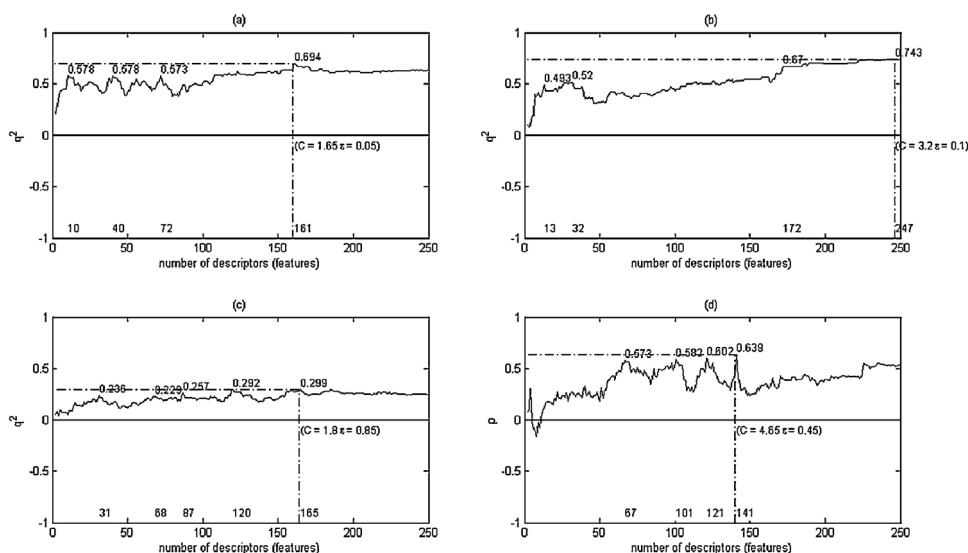 (a)
1
0.694
0.578 0.578 0.573
0.5
0
(C = 1.65 ε = 0.05)
0.5
10 40 72 161
1
0 50 100 150 200 250
q²
number of descriptors (features)
(b)
1
0.743
0.67
0.493 0.52
0.5
0
(C = 3.2 ε = 0.1)
0.5
13 32 172 247
1
0 50 100 150 200 250
q²
number of descriptors (features)
(c)
1
0.5
0.236 0.229 0.257 0.292 0.299
0
(C = 1.8 ε = 0.85)
0.5
31 68 87 120 165
1
0 50 100 150 200 250
q²
number of descriptors (features)
(d)
1
0.573 0.582 0.602 0.639
0.5
0
(C = 4.65 ε = 0.45)
0.5
67 101 121 141
1
0 50 100 150 200 250
ρ
number of descriptors (features)